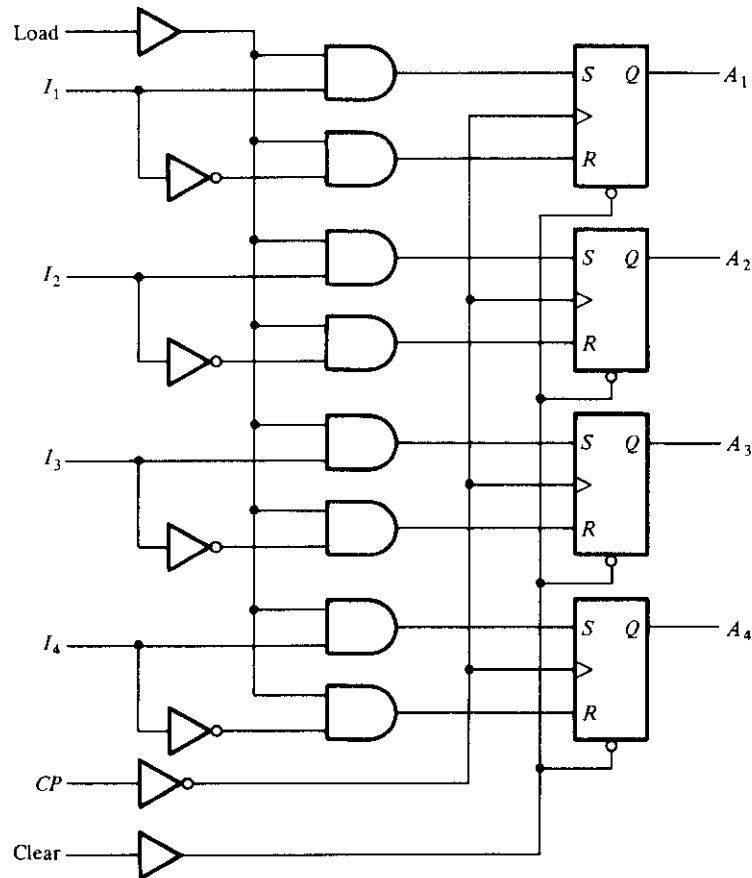 Load
I1
S Q A1
R
I2
S Q A2
R
I3
S Q A3
R
I4
S Q A4
R
CP
Clear